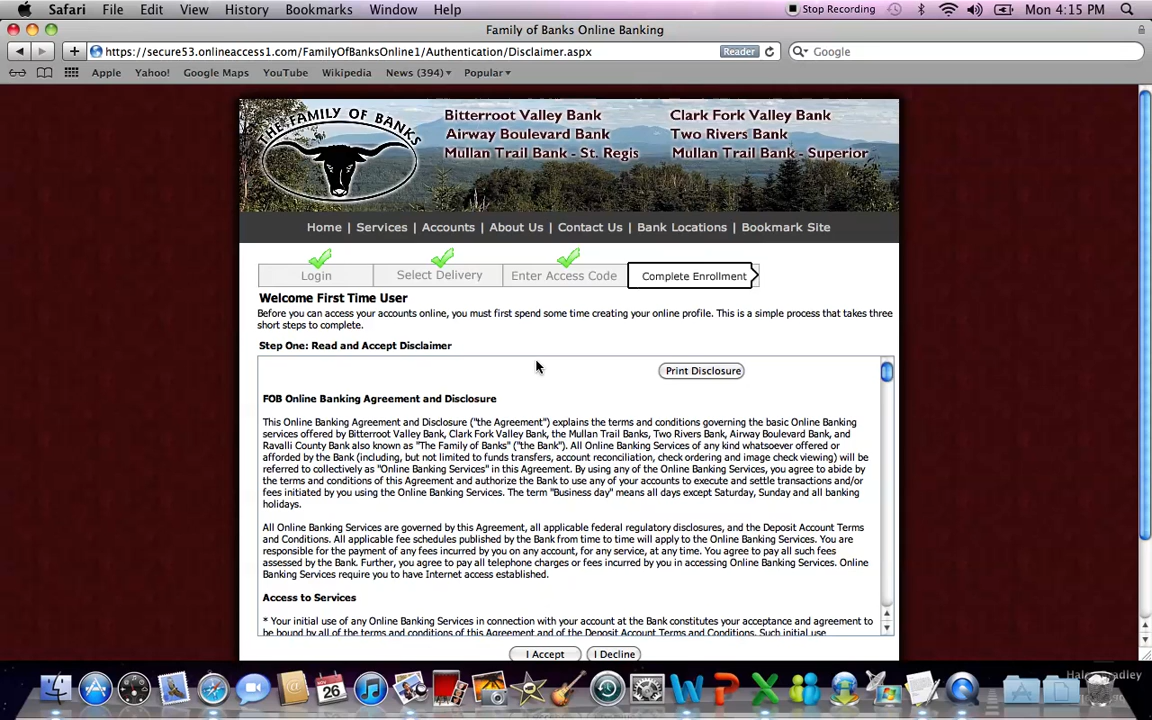 Safari File Edit View History Bookmarks Window Help Stop Recording Mon 4:15 PM
Family of Banks Online Banking
https://secure53.onlineaccess1.com/FamilyOfBanksOnline1/Authentication/Disclaimer.aspx Reader Google
Apple Yahoo! Google Maps YouTube Wikipedia News (394) Popular
THE FAMILY OF BANKS
Bitterroot Valley Bank Clark Fork Valley Bank
Airway Boulevard Bank Two Rivers Bank
Mullan Trail Bank - St. Regis Mullan Trail Bank - Superior
Home | Services | Accounts | About Us | Contact Us | Bank Locations | Bookmark Site
Login Select Delivery Enter Access Code Complete Enrollment
Welcome First Time User
Before you can access your accounts online, you must first spend some time creating your online profile. This is a simple process that takes three
short steps to complete.
Step One: Read and Accept Disclaimer
Print Disclosure
FOB Online Banking Agreement and Disclosure
This Online Banking Agreement and Disclosure ("the Agreement") explains the terms and conditions governing the basic Online Banking
services offered by Bitterroot Valley Bank, Clark Fork Valley Bank, the Mullan Trail Banks, Two Rivers Bank, Airway Boulevard Bank, and
Ravalli County Bank also known as "The Family of Banks" ("the Bank"). All Online Banking Services of any kind whatsoever offered or
afforded by the Bank (including, but not limited to funds transfers, account reconciliation, check ordering and image check viewing) will be
referred to collectively as "Online Banking Services" in this Agreement. By using any of the Online Banking Services, you agree to abide by
the terms and conditions of this Agreement and authorize the Bank to use any of your accounts to execute and settle transactions and/or
fees initiated by you using the Online Banking Services. The term "Business day" means all days except Saturday, Sunday and all banking
holidays.
All Online Banking Services are governed by this Agreement, all applicable federal regulatory disclosures, and the Deposit Account Terms
and Conditions. All applicable fee schedules published by the Bank from time to time will apply to the Online Banking Services. You are
responsible for the payment of any fees incurred by you on any account, for any service, at any time. You agree to pay all such fees
assessed by the Bank. Further, you agree to pay all telephone charges or fees incurred by you in accessing Online Banking Services. Online
Banking Services require you to have Internet access established.
Access to Services
* Your initial use of any Online Banking Services in connection with your account at the Bank constitutes your acceptance and agreement to
be bound by all of the terms and conditions of this Agreement and of the Deposit Account Terms and Conditions. Such initial use
I Accept I Decline
26